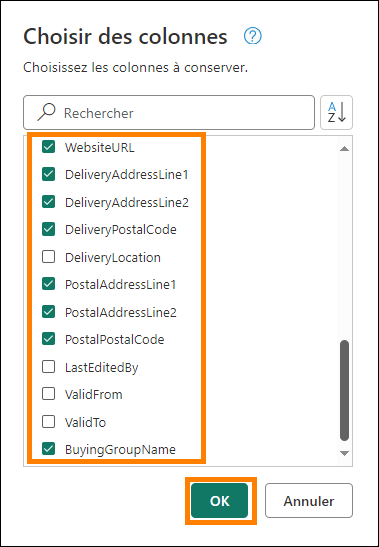 Choisir des colonnes
Choisissez les colonnes à conserver.
Rechercher
A
Z
WebsiteURL
DeliveryAddressLine1
DeliveryAddressLine2
DeliveryPostalCode
DeliveryLocation
PostalAddressLine1
PostalAddressLine2
PostalPostalCode
LastEditedBy
ValidFrom
ValidTo
BuyingGroupName
OK Annuler